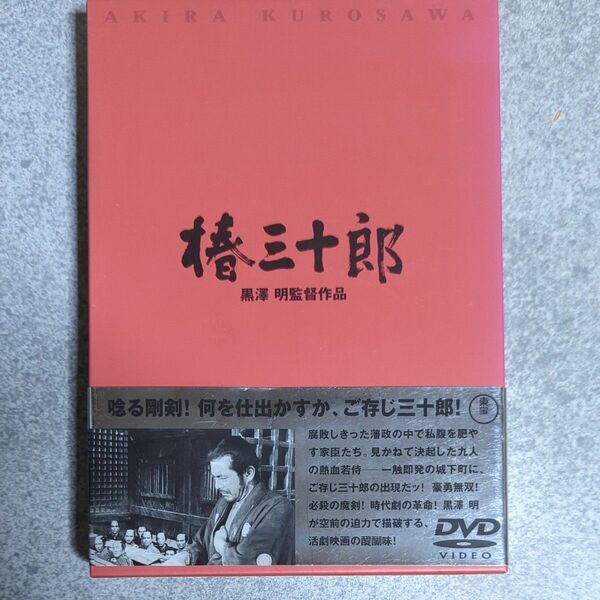 AKIRA KUROSAWA
椿三十郎
黒澤 明監督作品
唸る剛剣! 何を仕出かすか、ご存じ三十郎!
東宝
腐敗しきった藩政の中で私腹を肥や
す家臣たち。見かねて決起した九人
の熱血若侍──一触即発の城下町に、
ご存じ三十郎の出現だッ! 豪勇無双!
必殺の魔剣! 時代劇の革命! 黒澤 明
が空前の迫力で描破する、
活劇映画の醍醐味!
DVD
VIDEO